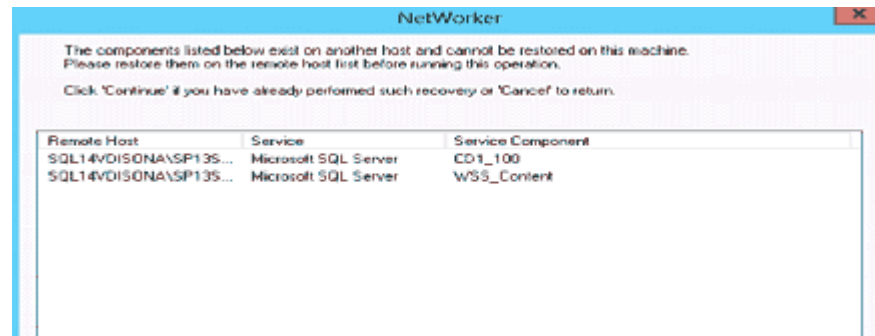 NetWorker
The components listed below exist on another host and cannot be restored on this machine.
Please restore them on the remote host first before running this operation.
Click 'Continue' if you have already performed such recovery or 'Cancel' to return.
Remote Host Service Service Component
SQL14VDISONA\SP13S... Microsoft SQL Server CD1_100
SQL14VDISONA\SP13S... Microsoft SQL Server WSS_Content